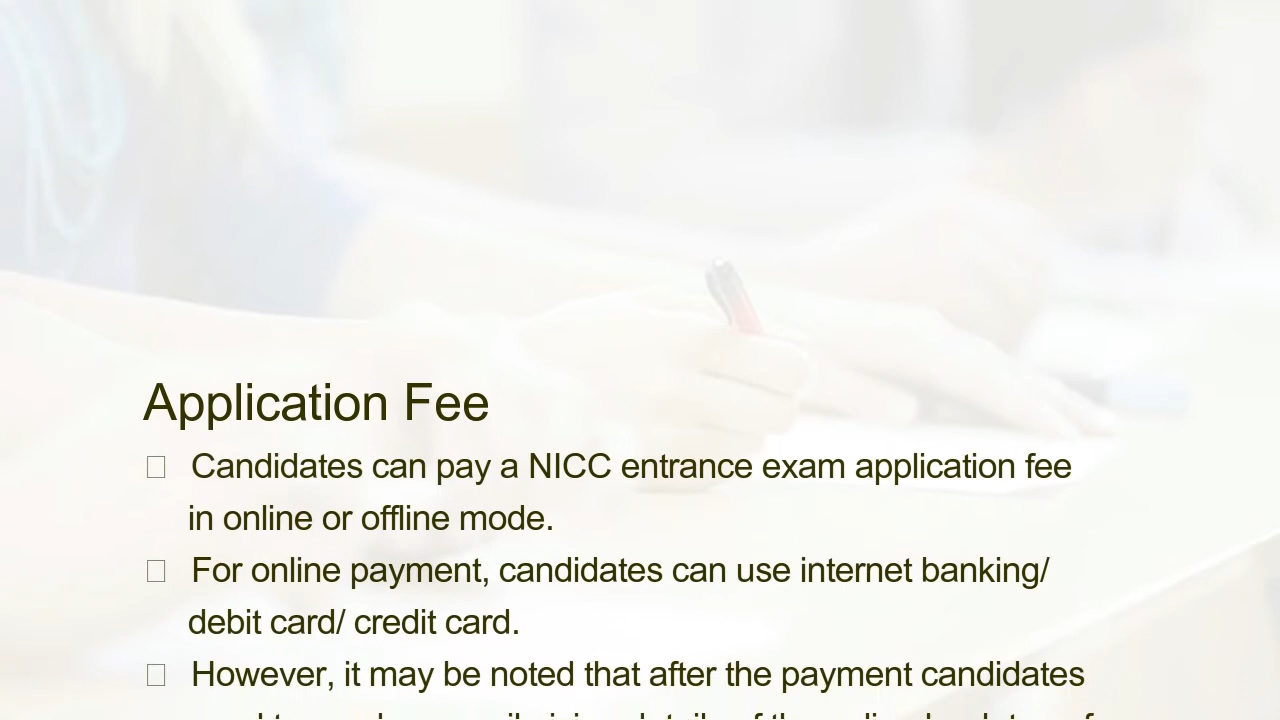 Application Fee
Candidates can pay a NICC entrance exam application fee
in online or offline mode.
For online payment, candidates can use internet banking/
debit card/ credit card.
However, it may be noted that after the payment candidates